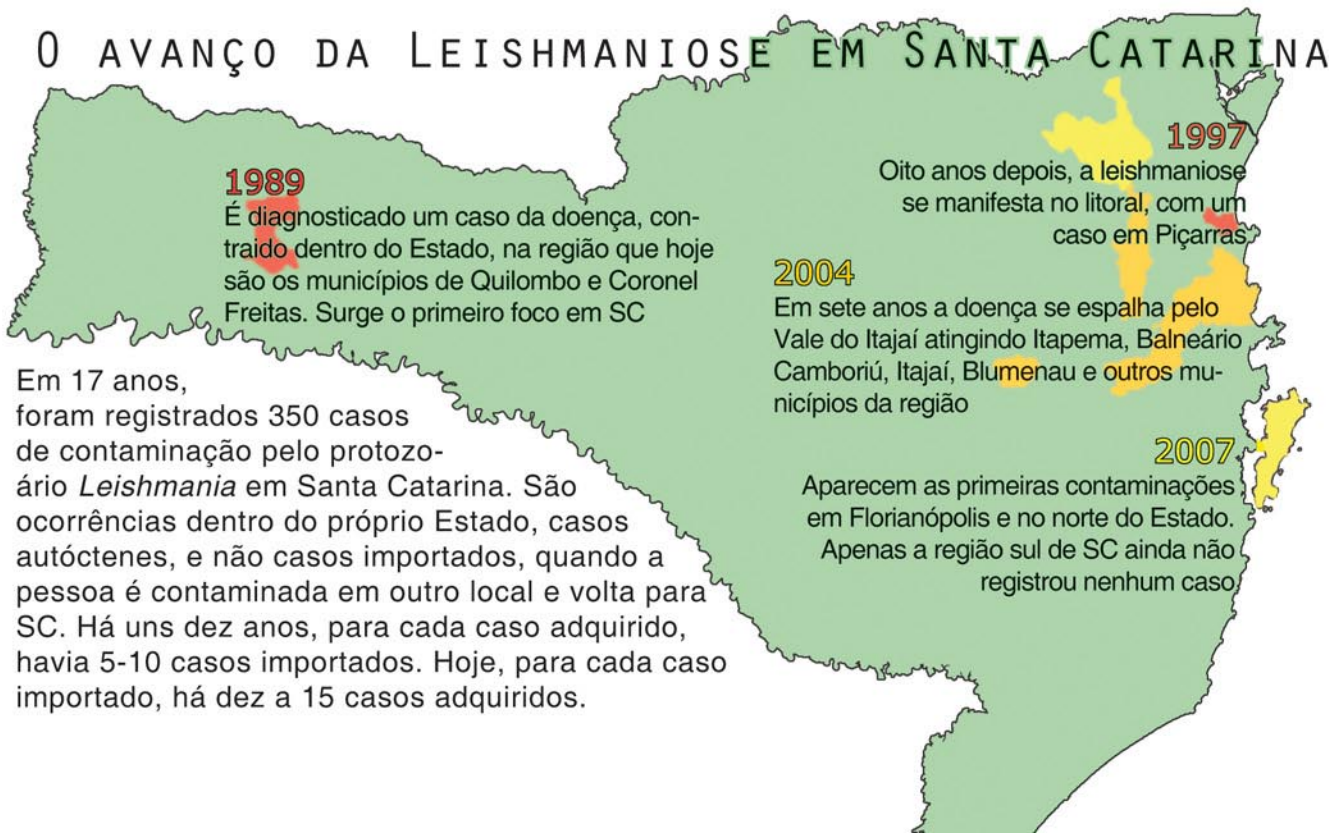 O AVANÇO DA LEISHMANIOSE EM SANTA CATARINA
1989
É diagnosticado um caso da doença, con-
traido dentro do Estado, na região que hoje
são os municípios de Quilombo e Coronel
Freitas. Surge o primeiro foco em SC
1997
Oito anos depois, a leishmaniose
se manifesta no litoral, com um
caso em Piçarras
2004
Em sete anos a doença se espalha pelo
Vale do Itajaí atingindo Itapema, Balneário
Camboriú, Itajaí, Blumenau e outros mu-
nicípios da região
2007
Aparecem as primeiras contaminações
em Florianópolis e no norte do Estado.
Apenas a região sul de SC ainda não
registrou nenhum caso
Em 17 anos,
foram registrados 350 casos
de contaminação pelo protozo-
ário Leishmania em Santa Catarina. São
ocorrências dentro do próprio Estado, casos
autóctenes, e não casos importados, quando a
pessoa é contaminada em outro local e volta para
SC. Há uns dez anos, para cada caso adquirido,
havia 5-10 casos importados. Hoje, para cada caso
importado, há dez a 15 casos adquiridos.